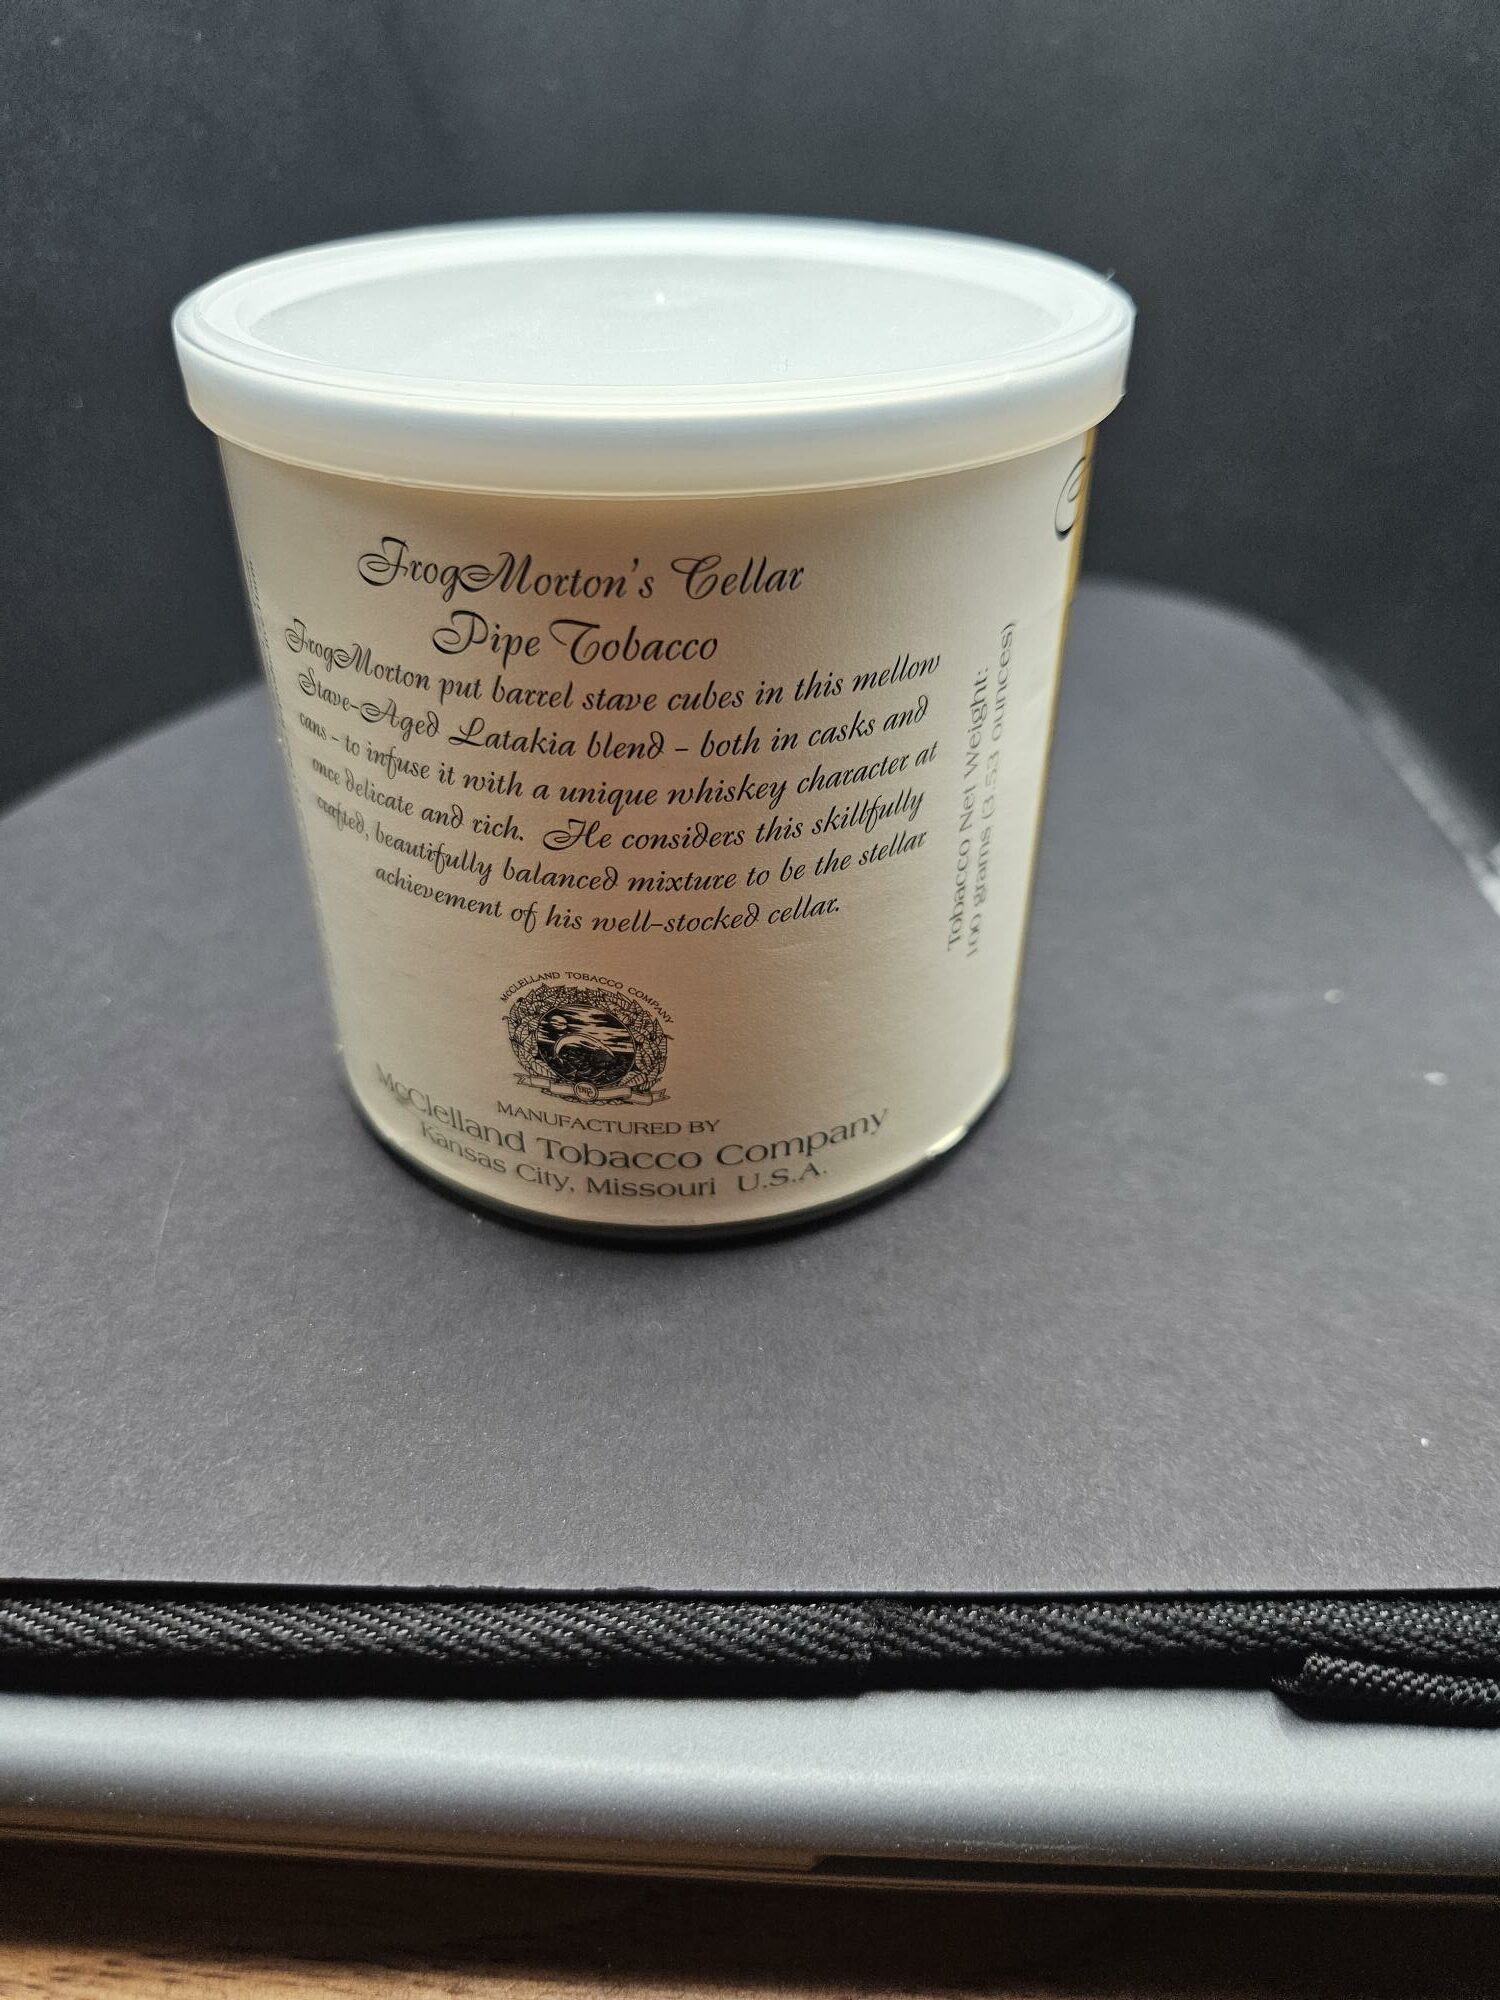 FrogMorton's Cellar
Pipe Tobacco
FrogMorton put barrel stave cubes in this mellow
Stave-Aged Latakia blend - both in casks and
cans - to infuse it with a unique whiskey character at
once delicate and rich. He considers this skillfully
crafted, beautifully balanced mixture to be the stellar
achievement of his well-stocked cellar.
McCLELLAND TOBACCO COMPANY
MANUFACTURED BY
McClelland Tobacco Company
Kansas City, Missouri U.S.A.
Tobacco Net Weight:
100 grams (3.53 ounces)